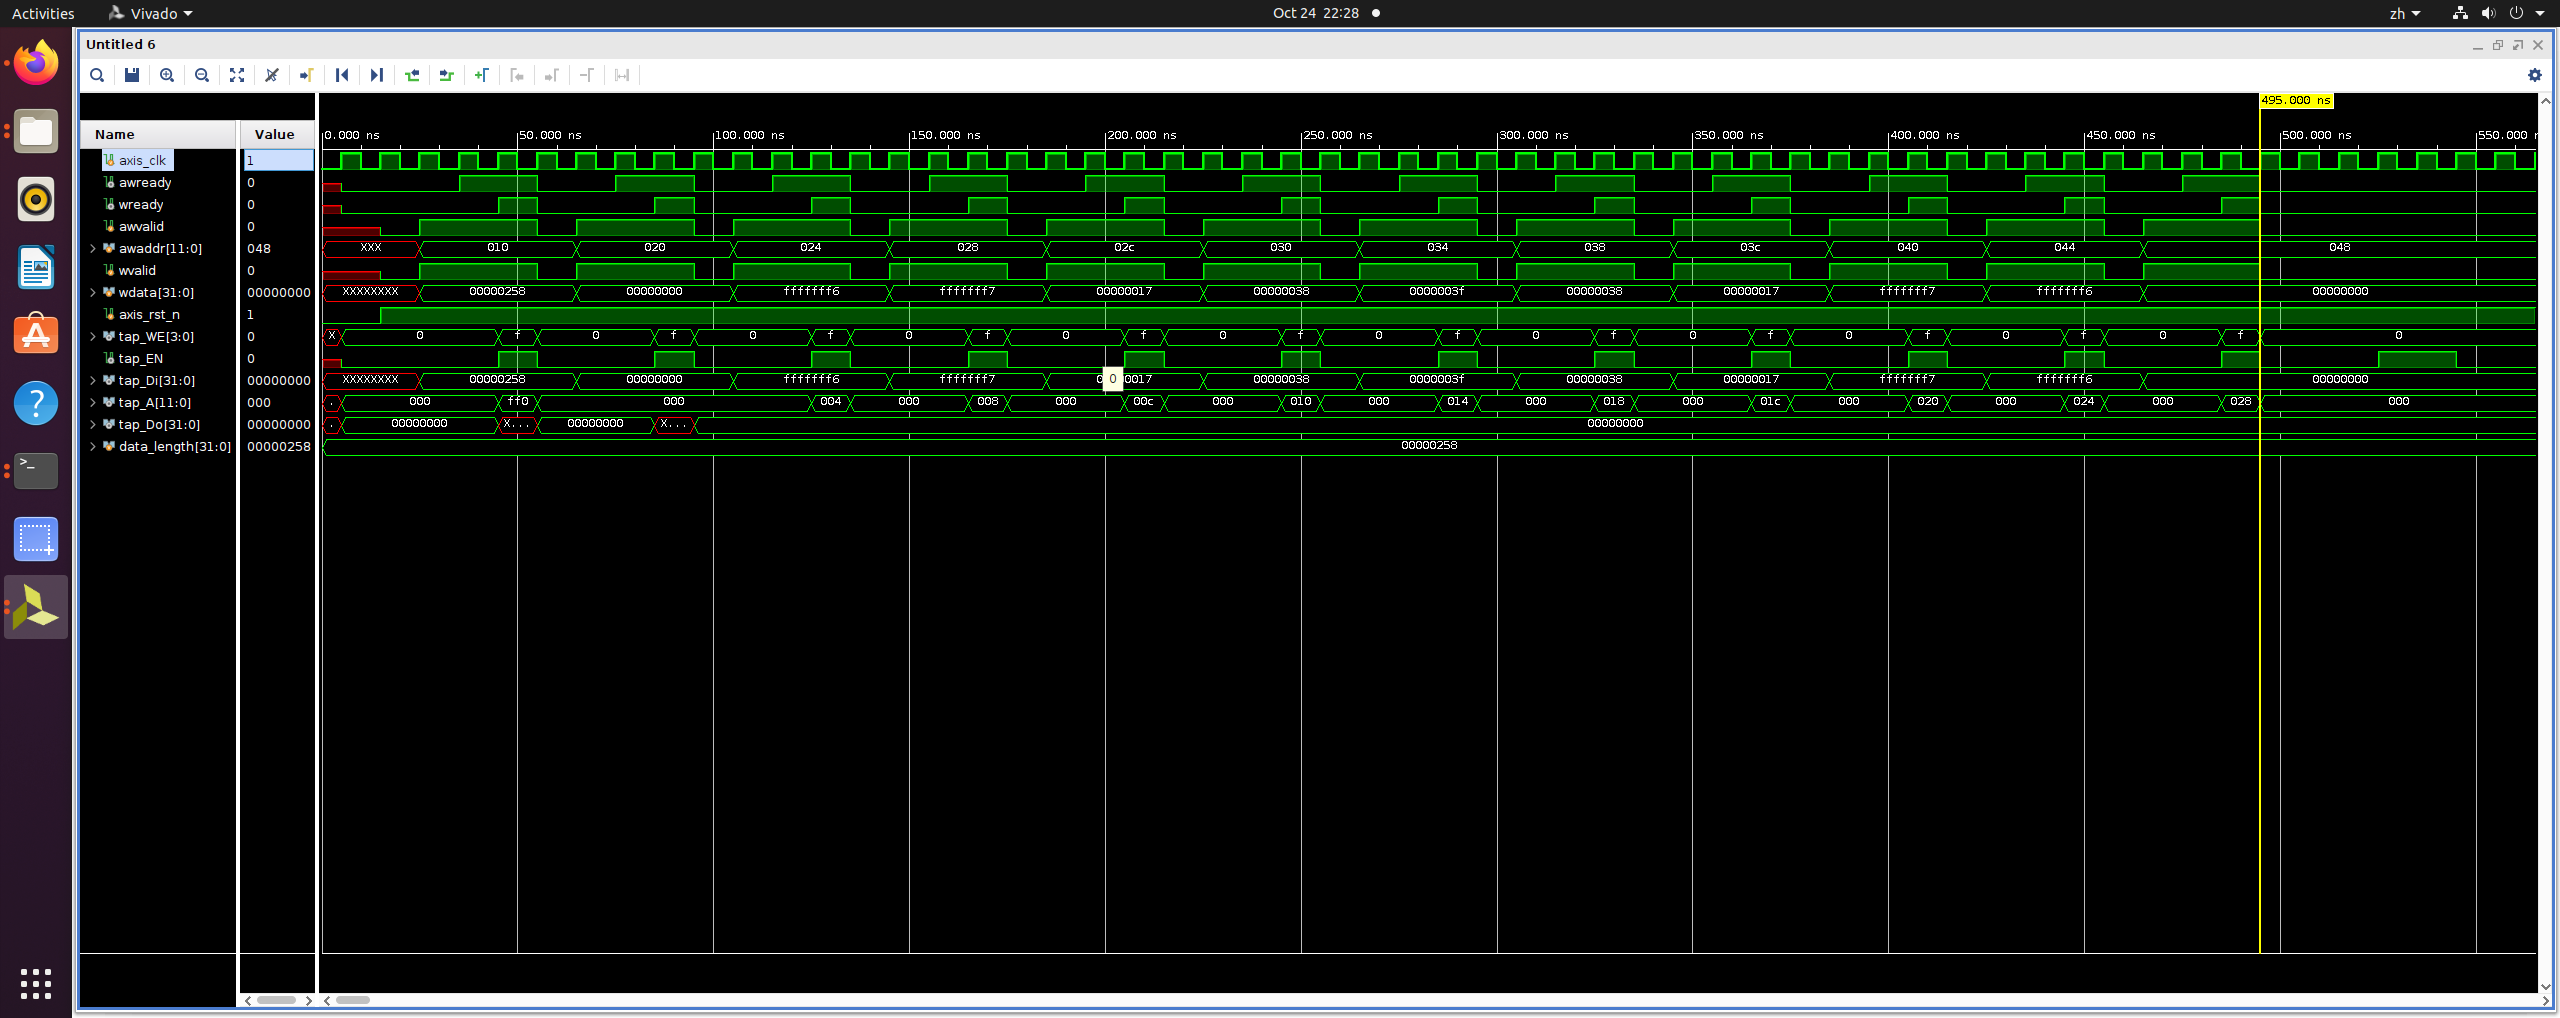 Activities Vivado Oct 24 22:28 zh
Untitled 6
495.000 ns
Name Value 0.000 ns 50.000 ns 100.000 ns 150.000 ns 200.000 ns 250.000 ns 300.000 ns 350.000 ns 400.000 ns 450.000 ns 500.000 ns 550.000
axis_clk 1
awready 0
wready 0
awvalid 0
awaddr[11:0] 048 XXX 010 020 024 028 02c 030 034 038 03c 040 044 048
wvalid 0
wdata[31:0] 00000000 XXXXXXXX 00000258 00000000 fffffff6 fffffff7 00000017 00000038 0000003f 00000038 00000017 fffffff7 fffffff6 00000000
axis_rst_n 1
tap_WE[3:0] 0 X 0 f 0 f 0 f 0 f 0 f 0 f 0 f 0 f 0 f 0 f 0 f 0 f 0
tap_EN 0
tap_Di[31:0] 00000000 XXXXXXXX 00000258 00000000 fffffff6 fffffff7 0 0017 00000038 0000003f 00000038 00000017 fffffff7 fffffff6 00000000
0
tap_A[11:0] 000 . 000 ff0 000 004 000 008 000 00c 000 010 000 014 000 018 000 01c 000 020 000 024 000 028 000
tap_Do[31:0] 00000000 . 00000000 X... 00000000 X... 00000000
data_length[31:0] 00000258 00000258